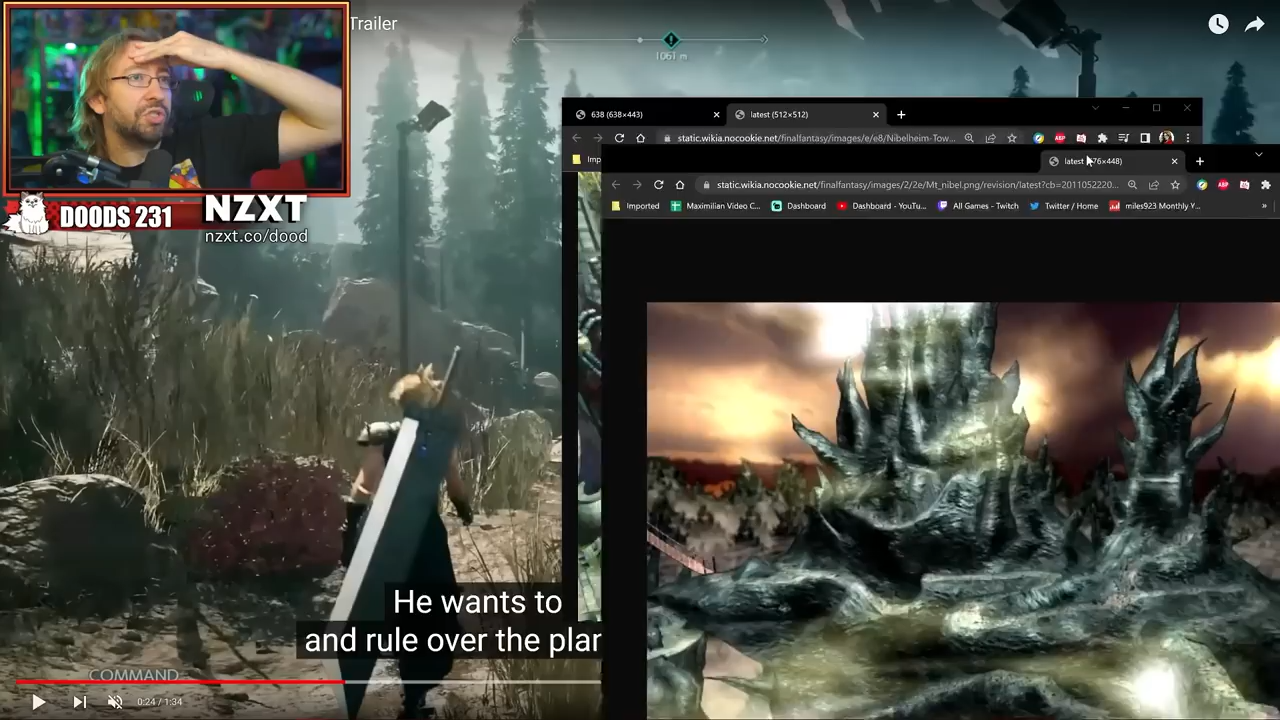 Trailer
1061 m
638 (638×443)
latest (512×512)
static.wikia.nocookie.net/finalfantasy/images/e/e8/Nibelheim-Tow...
Imp
latest
76×448)
static.wikia.nocookie.net/finalfantasy/images/2/2e/Mt_nibel.png/revision/latest?cb=2011052220...
Imported
Maximilian Video C...
Dashboard
Dashboard - YouTu...
All Games - Twitch
Twitter / Home
miles923 Monthly V...
»
DOODS 231
NZXT
nzxt.co/dood
He wants to
and rule over the plan
COMMAND
0:24 / 1:34